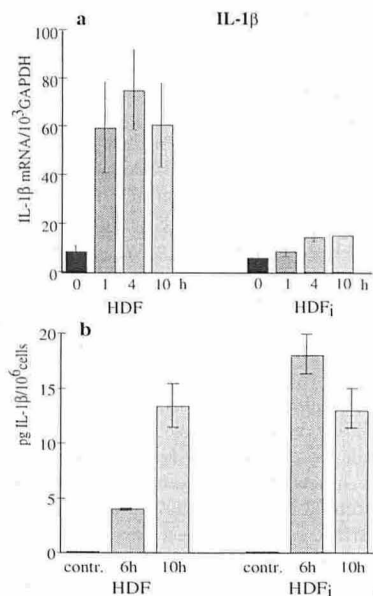 a IL-1β
IL-1β mRNA/10³GAPDH
100
80
60
40
20
0
0 1 4 10 h 0 1 4 10 h
HDF HDFi
b
pg IL-1β/10⁶cells
20
15
10
5
0
contr. 6h 10h contr. 6h 10h
HDF HDFi